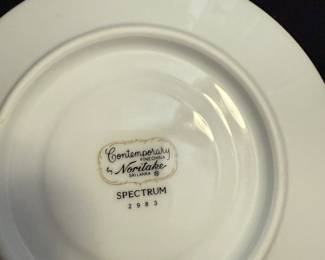 Contemporary
FINE CHINA
by Noritake
SRI LANKA ®
SPECTRUM
2983